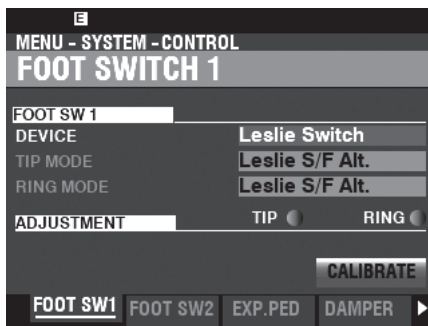 E
MENU - SYSTEM - CONTROL
FOOT SWITCH 1
FOOT SW 1
DEVICE Leslie Switch
TIP MODE Leslie S/F Alt.
RING MODE Leslie S/F Alt.
ADJUSTMENT TIP RING
CALIBRATE
FOOT SW1 FOOT SW2 EXP.PED DAMPER